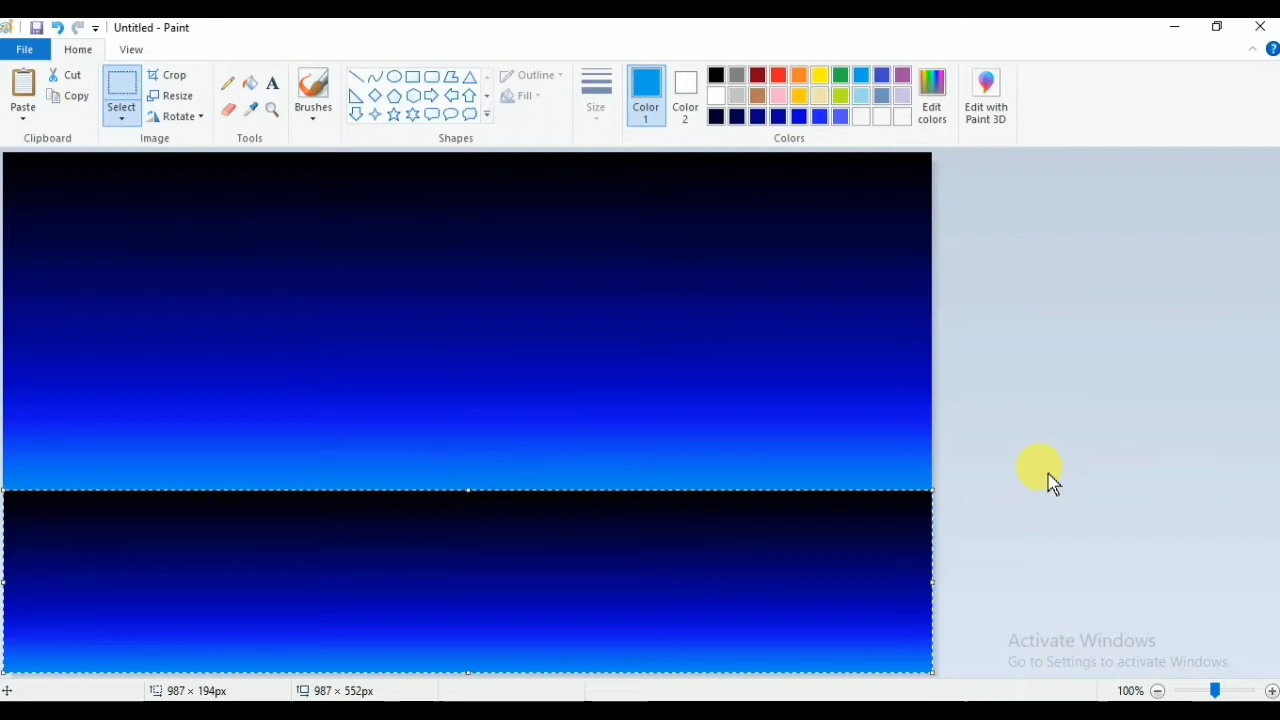 Untitled - Paint
File Home View
Paste
Cut
Copy
Clipboard
Select
Crop
Resize
Rotate
Image
Tools
Brushes
Shapes
Outline
Fill
Size
Color 1
Color 2
Colors
Edit colors
Edit with Paint 3D
Activate Windows
Go to Settings to activate Windows.
987 × 194px
987 × 552px
100%